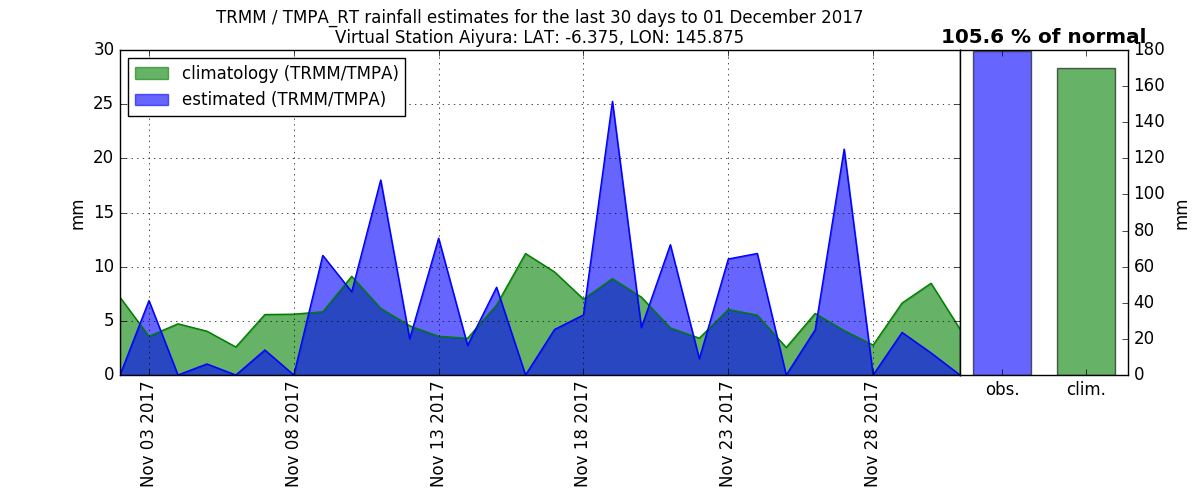 TRMM / TMPA_RT rainfall estimates for the last 30 days to 01 December 2017
Virtual Station Aiyura: LAT: -6.375, LON: 145.875
105.6 % of normal
climatology (TRMM/TMPA)
estimated (TRMM/TMPA)
30
25
20
15
10
5
0
mm
180
160
140
120
100
80
60
40
20
0
mm
Nov 03 2017
Nov 08 2017
Nov 13 2017
Nov 18 2017
Nov 23 2017
Nov 28 2017
obs.
clim.